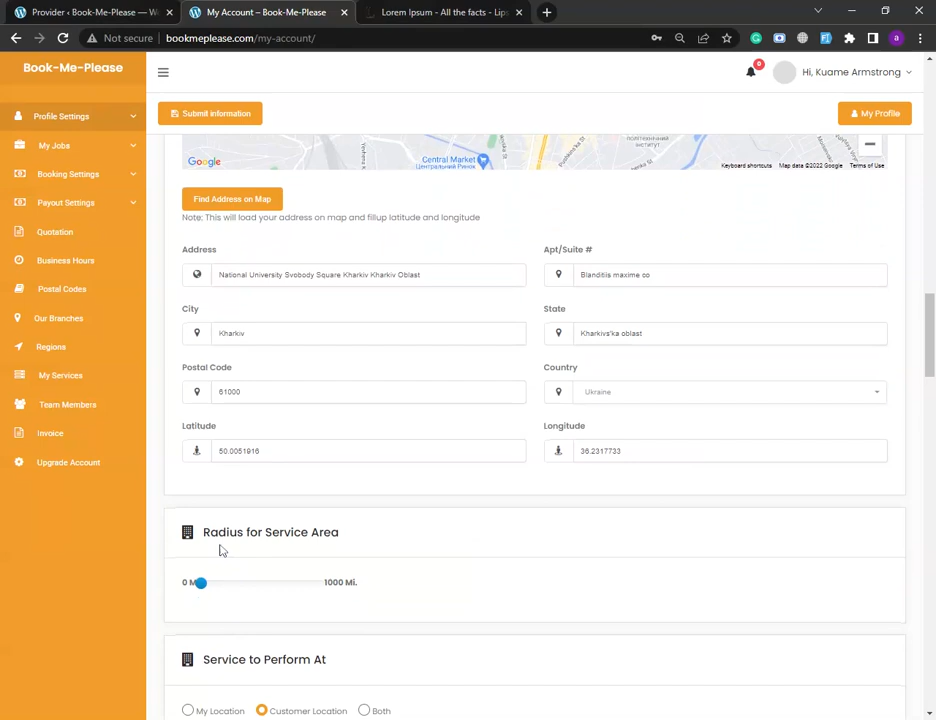 Provider ‹ Book-Me-Please — W
My Account – Book-Me-Please
Lorem Ipsum - All the facts - Lips
Not secure bookmeplease.com/my-account/
Book-Me-Please
0
Hi, Kuame Armstrong
Submit Information
My Profile
Profile Settings
My Jobs
Booking Settings
Payout Settings
Quotation
Business Hours
Postal Codes
Our Branches
Regions
My Services
Team Members
Invoice
Upgrade Account
політехнічний
інститут
Central Market
Центральний Ринок
Google
Keyboard shortcuts Map data ©2022 Google Terms of Use
Find Address on Map
Note: This will load your address on map and fillup latitude and longitude
Address
Apt/Suite #
National University Svobody Square Kharkiv Kharkiv Oblast
Blanditiis maxime co
City
State
Kharkiv
Kharkivs'ka oblast
Postal Code
Country
61000
Ukraine
Latitude
Longitude
50.0051916
36.2317733
Radius for Service Area
0 M
1000 Mi.
Service to Perform At
My Location
Customer Location
Both